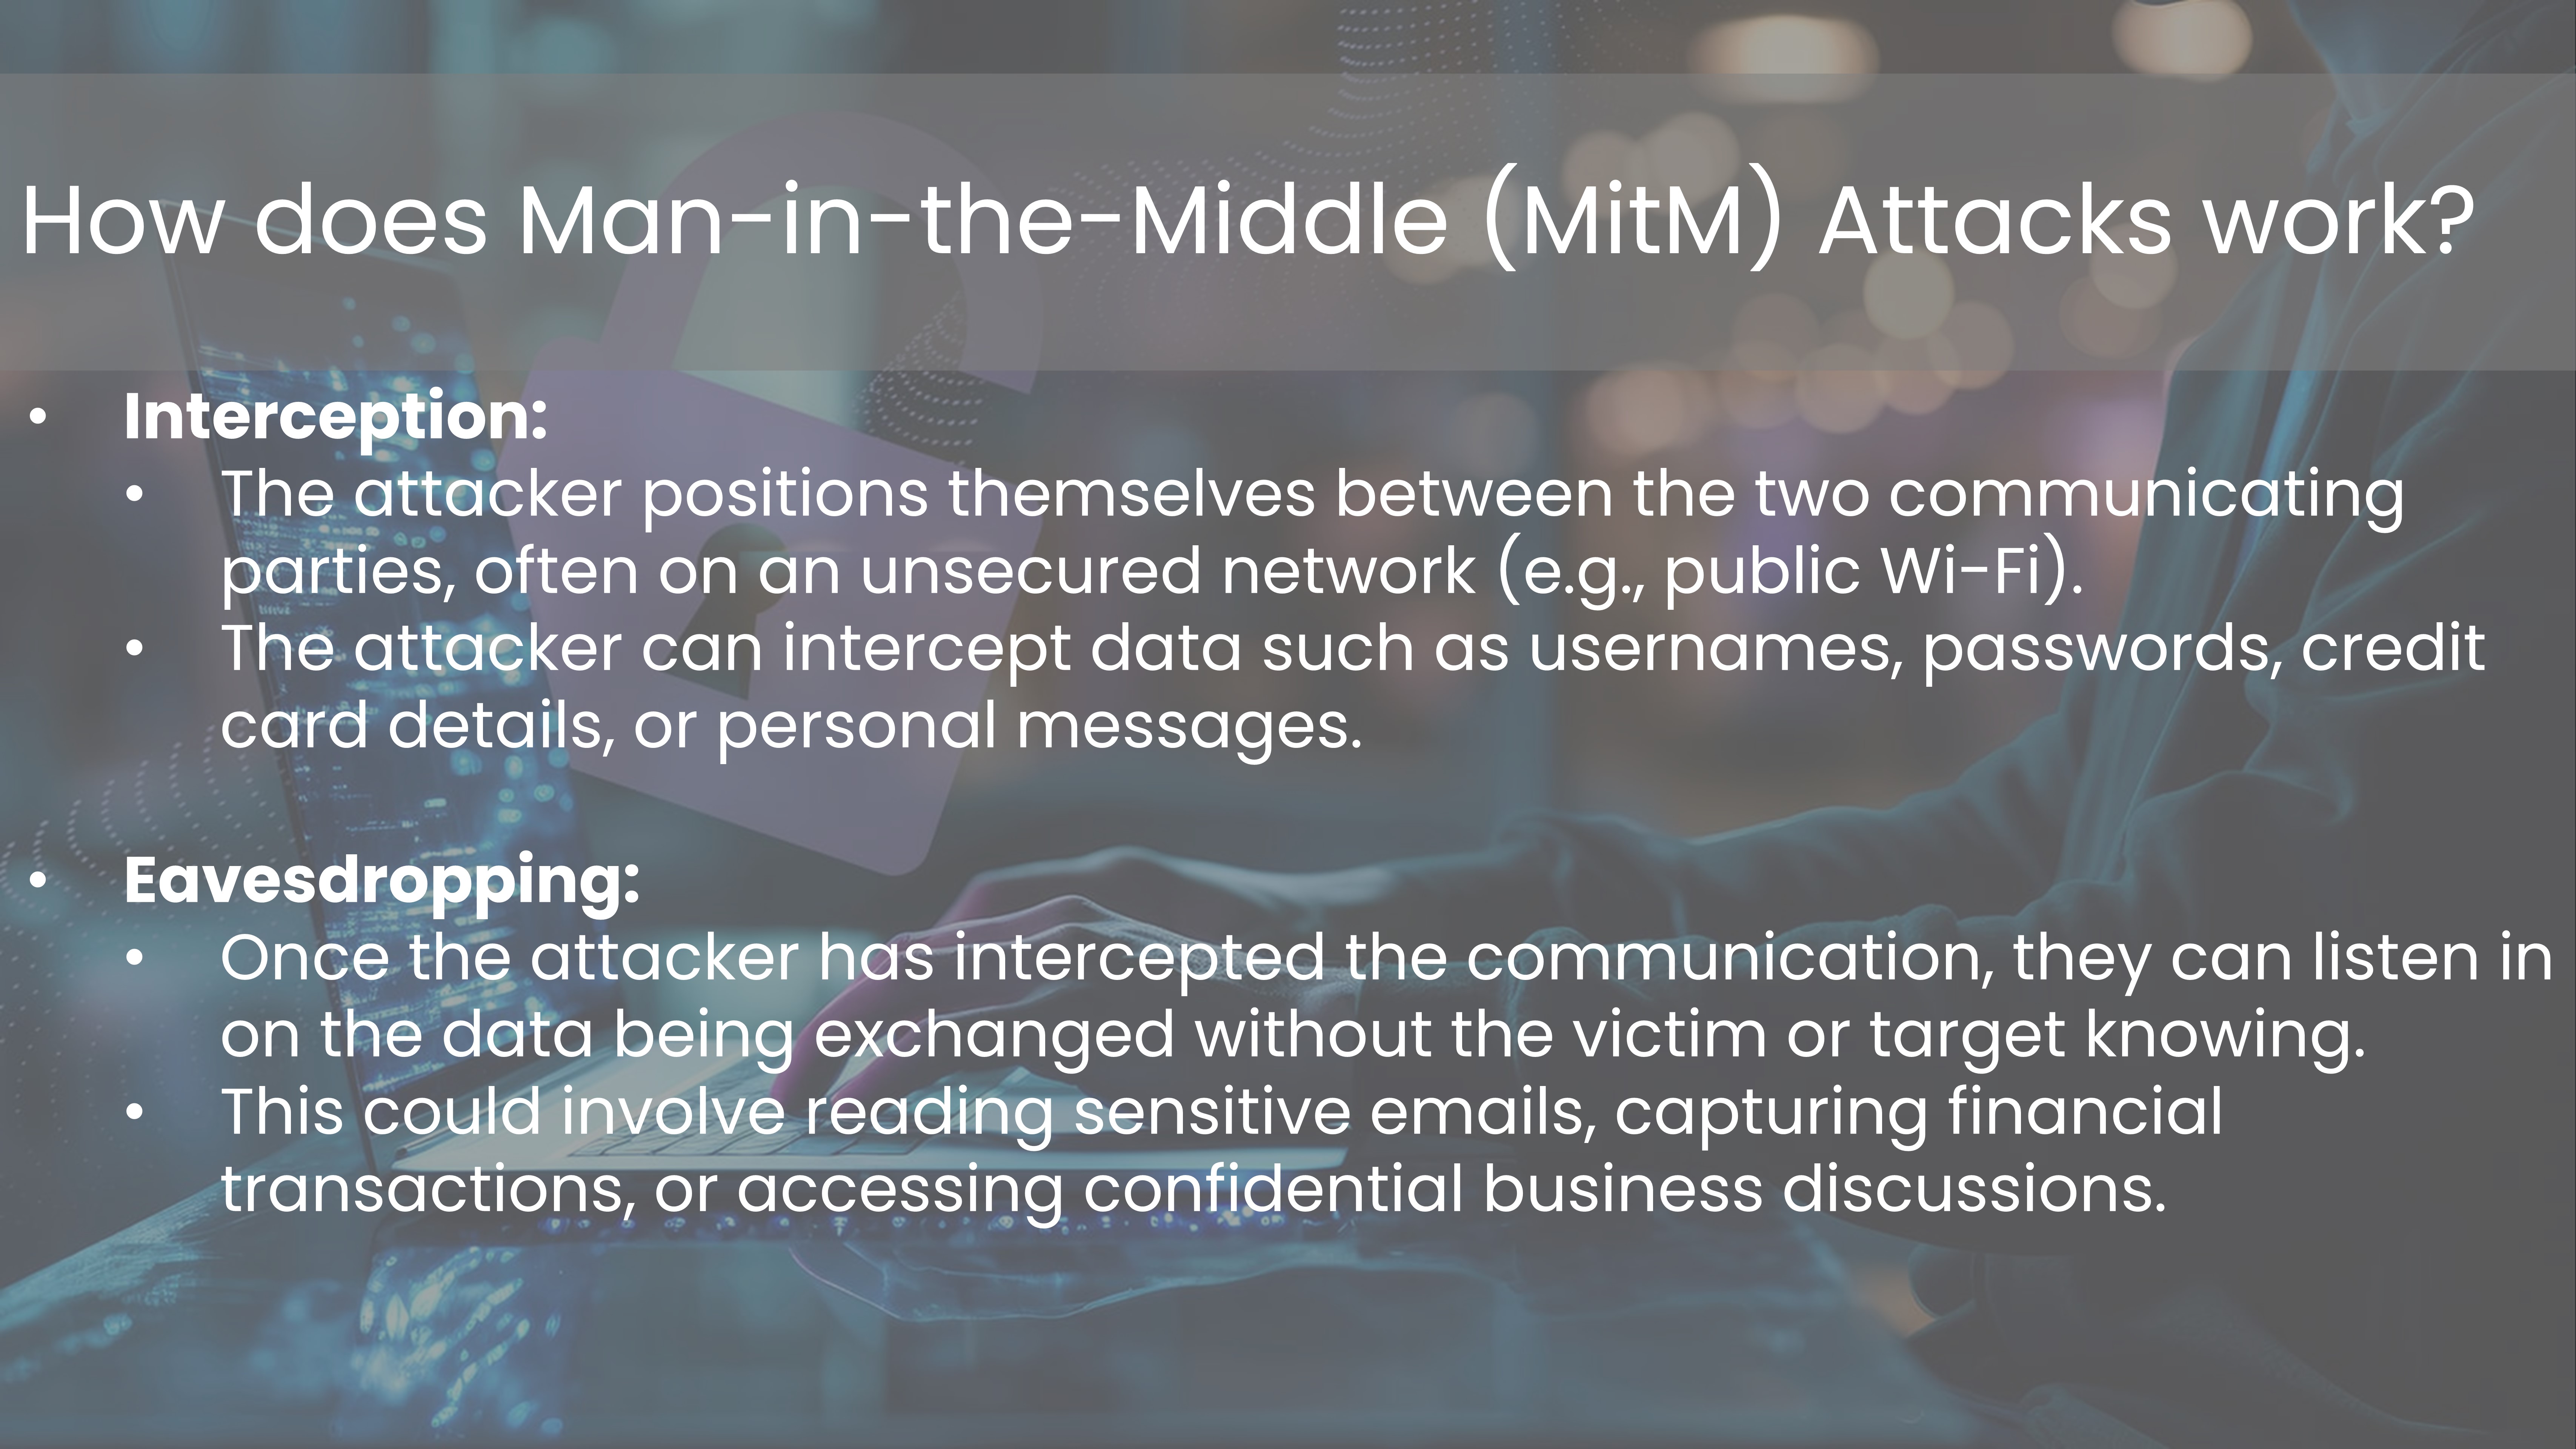 How does Man-in-the-Middle (MitM) Attacks work?
• Interception:
• The attacker positions themselves between the two communicating
parties, often on an unsecured network (e.g., public Wi-Fi).
• The attacker can intercept data such as usernames, passwords, credit
card details, or personal messages.
• Eavesdropping:
• Once the attacker has intercepted the communication, they can listen in
on the data being exchanged without the victim or target knowing.
• This could involve reading sensitive emails, capturing financial
transactions, or accessing confidential business discussions.